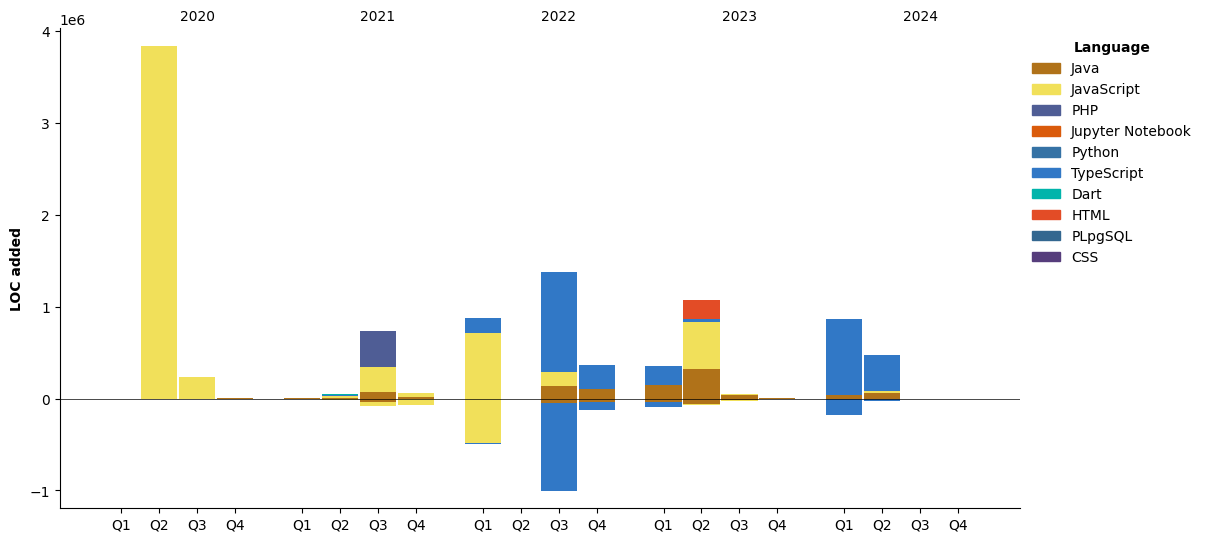 1e6
2020 2021 2022 2023 2024
4
3
2
1
0
−1
LOC added
Q1 Q2 Q3 Q4 Q1 Q2 Q3 Q4 Q1 Q2 Q3 Q4 Q1 Q2 Q3 Q4 Q1 Q2 Q3 Q4
Language
Java
JavaScript
PHP
Jupyter Notebook
Python
TypeScript
Dart
HTML
PLpgSQL
CSS